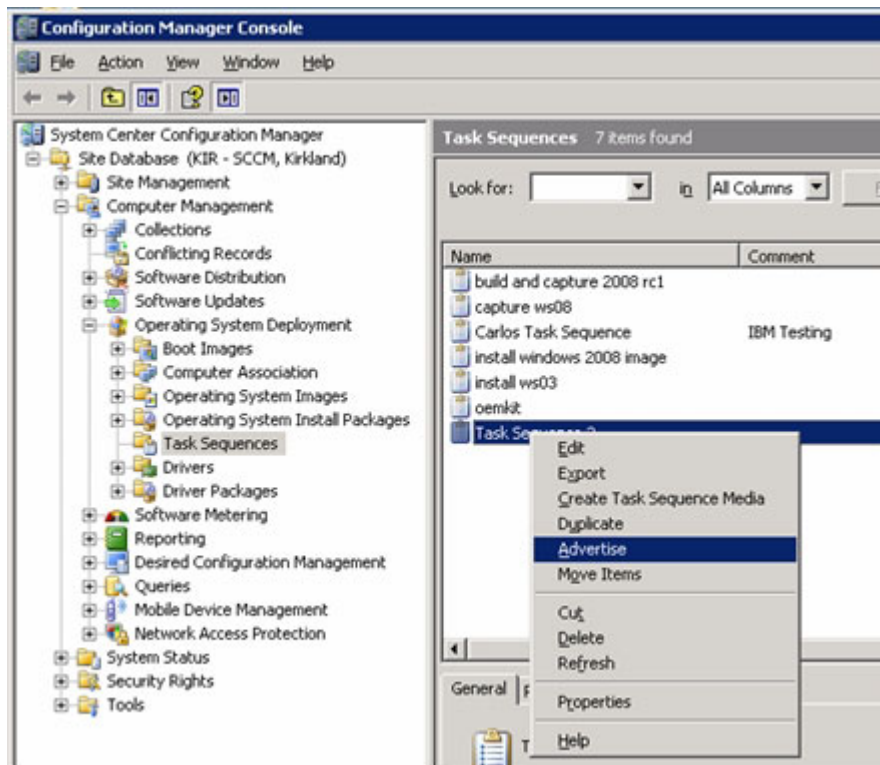 Configuration Manager Console
File Action View Window Help
System Center Configuration Manager
Site Database (KIR - SCCM, Kirkland)
Site Management
Computer Management
Collections
Conflicting Records
Software Distribution
Software Updates
Operating System Deployment
Boot Images
Computer Association
Operating System Images
Operating System Install Packages
Task Sequences
Drivers
Driver Packages
Software Metering
Reporting
Desired Configuration Management
Queries
Mobile Device Management
Network Access Protection
System Status
Security Rights
Tools
Task Sequences 7 items found
Look for: in All Columns
Name Comment
build and capture 2008 rc1
capture ws08
Carlos Task Sequence IBM Testing
install windows 2008 image
install ws03
oemkit
Task
Edit
Export
Create Task Sequence Media
Duplicate
Advertise
Move Items
Cut
Delete
Refresh
Properties
Help
General